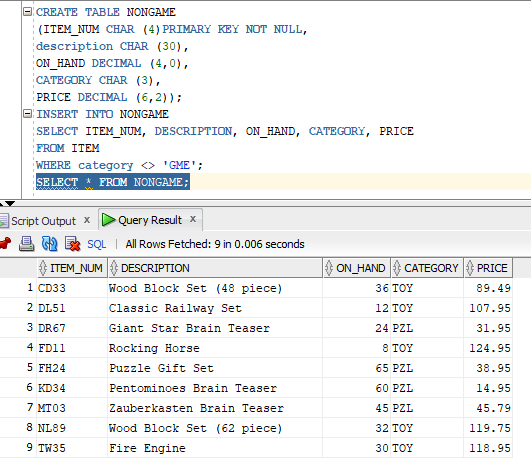 CREATE TABLE NONGAME
(ITEM_NUM CHAR (4)PRIMARY KEY NOT NULL,
description CHAR (30),
ON_HAND DECIMAL (4,0),
CATEGORY CHAR (3),
PRICE DECIMAL (6,2));
INSERT INTO NONGAME
SELECT ITEM_NUM, DESCRIPTION, ON_HAND, CATEGORY, PRICE
FROM ITEM
WHERE category <> 'GME';
SELECT * FROM NONGAME;
Script Output x Query Result x
SQL | All Rows Fetched: 9 in 0.006 seconds
ITEM_NUM DESCRIPTION ON_HAND CATEGORY PRICE
1 CD33 Wood Block Set (48 piece) 36 TOY 89.49
2 DL51 Classic Railway Set 12 TOY 107.95
3 DR67 Giant Star Brain Teaser 24 PZL 31.95
4 FD11 Rocking Horse 8 TOY 124.95
5 FH24 Puzzle Gift Set 65 PZL 38.95
6 KD34 Pentominoes Brain Teaser 60 PZL 14.95
7 MT03 Zauberkasten Brain Teaser 45 PZL 45.79
8 NL89 Wood Block Set (62 piece) 32 TOY 119.75
9 TW35 Fire Engine 30 TOY 118.95